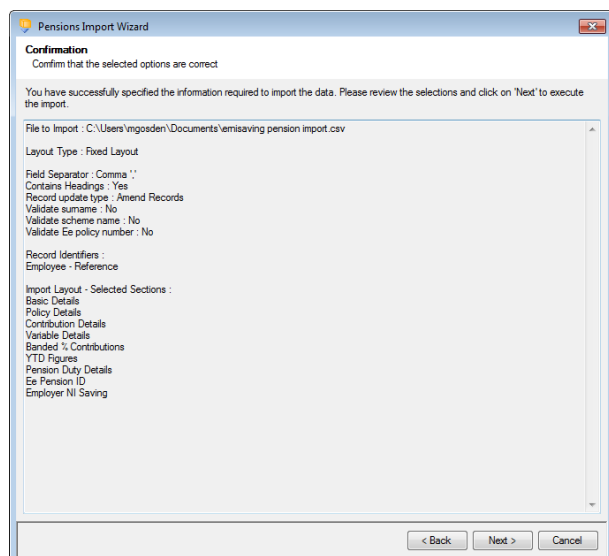 Pensions Import Wizard
Confirmation
Confirm that the selected options are correct
You have successfully specified the information required to import the data. Please review the selections and click on 'Next' to execute
the import.
File to Import : C:\Users\mgosden\Documents\emisaving pension import.csv
Layout Type : Fixed Layout
Field Separator : Comma ','
Contains Headings : Yes
Record update type : Amend Records
Validate surname : No
Validate scheme name : No
Validate Ee policy number : No
Record Identifiers :
Employee - Reference
Import Layout - Selected Sections :
Basic Details
Policy Details
Contribution Details
Variable Details
Banded % Contributions
YTD Figures
Pension Duty Details
Ee Pension ID
Employer NI Saving
< Back Next > Cancel